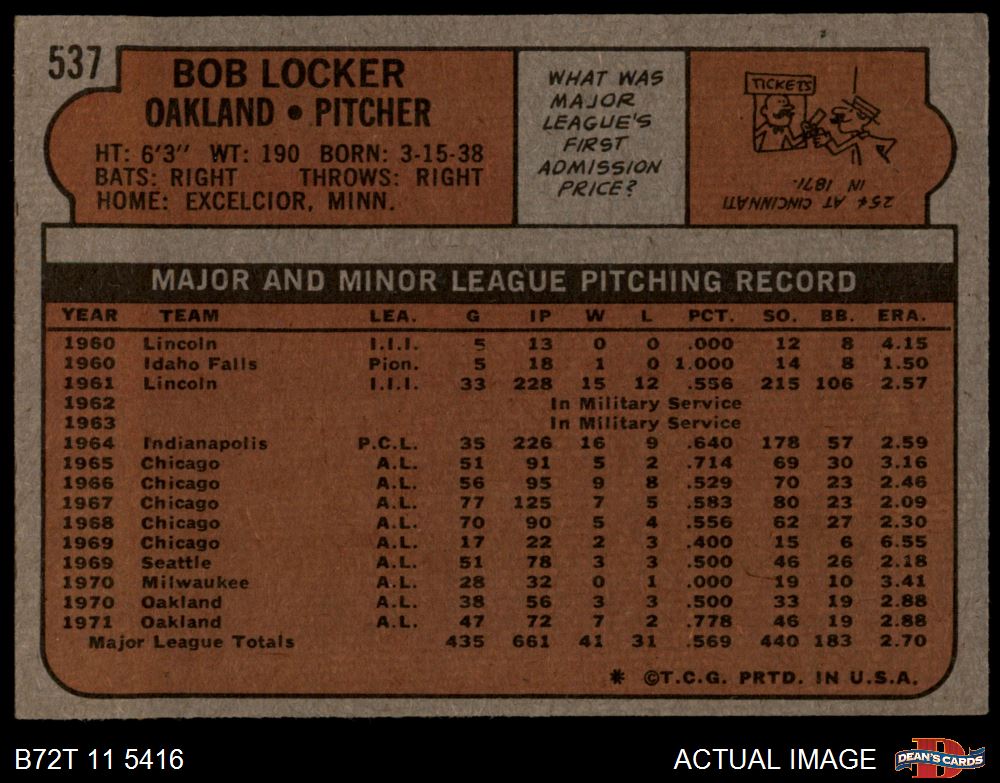 537
BOB LOCKER
OAKLAND • PITCHER
HT: 6'3" WT: 190 BORN: 3-15-38
BATS: RIGHT THROWS: RIGHT
HOME: EXCELCIOR, MINN.
WHAT WAS
MAJOR
LEAGUE'S
FIRST
ADMISSION
PRICE?
TICKETS
25¢ AT CINCINNATI
IN 1871.
MAJOR AND MINOR LEAGUE PITCHING RECORD
YEAR TEAM LEA. G IP W L PCT. SO. BB. ERA.
1960 Lincoln I.I.I. 5 13 0 0 .000 12 8 4.15
1960 Idaho Falls Pion. 5 18 1 0 1.000 14 8 1.50
1961 Lincoln I.I.I. 33 228 15 12 .556 215 106 2.57
1962 In Military Service
1963 In Military Service
1964 Indianapolis P.C.L. 35 226 16 9 .640 178 57 2.59
1965 Chicago A.L. 51 91 5 2 .714 69 30 3.16
1966 Chicago A.L. 56 95 9 8 .529 70 23 2.46
1967 Chicago A.L. 77 125 7 5 .583 80 23 2.09
1968 Chicago A.L. 70 90 5 4 .556 62 27 2.30
1969 Chicago A.L. 17 22 2 3 .400 15 6 6.55
1969 Seattle A.L. 51 78 3 3 .500 46 26 2.18
1970 Milwaukee A.L. 28 32 0 1 .000 19 10 3.41
1970 Oakland A.L. 38 56 3 3 .500 33 19 2.88
1971 Oakland A.L. 47 72 7 2 .778 46 19 2.88
Major League Totals 435 661 41 31 .569 440 183 2.70
* ©T.C.G. PRTD. IN U.S.A.
B72T 11 5416
ACTUAL IMAGE
D
DEAN'S CARDS